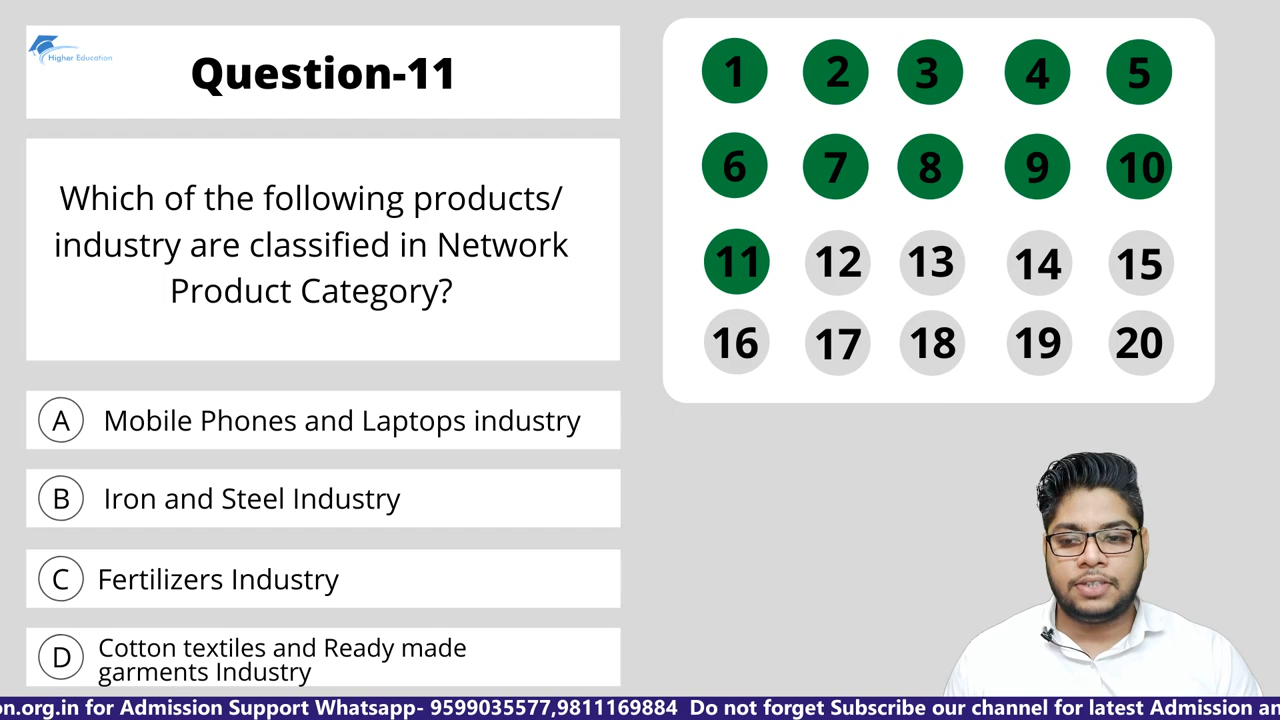 Higher Education
Question-11
Which of the following products/
industry are classified in Network
Product Category?
A Mobile Phones and Laptops industry
B Iron and Steel Industry
C Fertilizers Industry
D Cotton textiles and Ready made
garments Industry
1 2 3 4 5
6 7 8 9 10
11 12 13 14 15
16 17 18 19 20
on.org.in for Admission Support Whatsapp- 9599035577,9811169884 Do not forget Subscribe our channel for latest Admission an